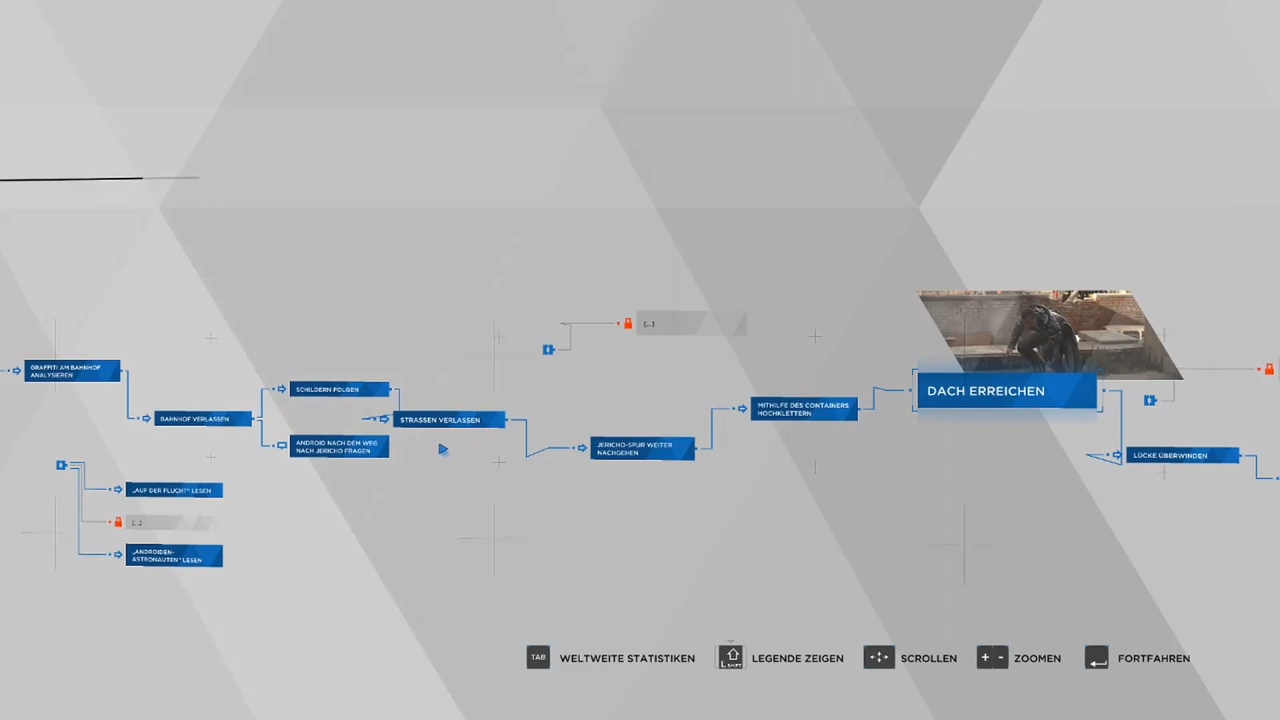 GRAFFITI AM BAHNHOF
ANALYSIEREN
BAHNHOF VERLASSEN
SCHILDERN FOLGEN
ANDROID NACH DEM WEG
NACH JERICHO FRAGEN
STRASSEN VERLASSEN
„AUF DER FLUCHT“ LESEN
[...]
„ANDROIDEN-
ASTRONAUTEN“ LESEN
[...]
JERICHO-SPUR WEITER
NACHGEHEN
MITHILFE DES CONTAINERS
HOCHKLETTERN
DACH ERREICHEN
LÜCKE ÜBERWINDEN
TAB WELTWEITE STATISTIKEN
L SHIFT LEGENDE ZEIGEN
SCROLLEN
+ - ZOOMEN
FORTFAHREN